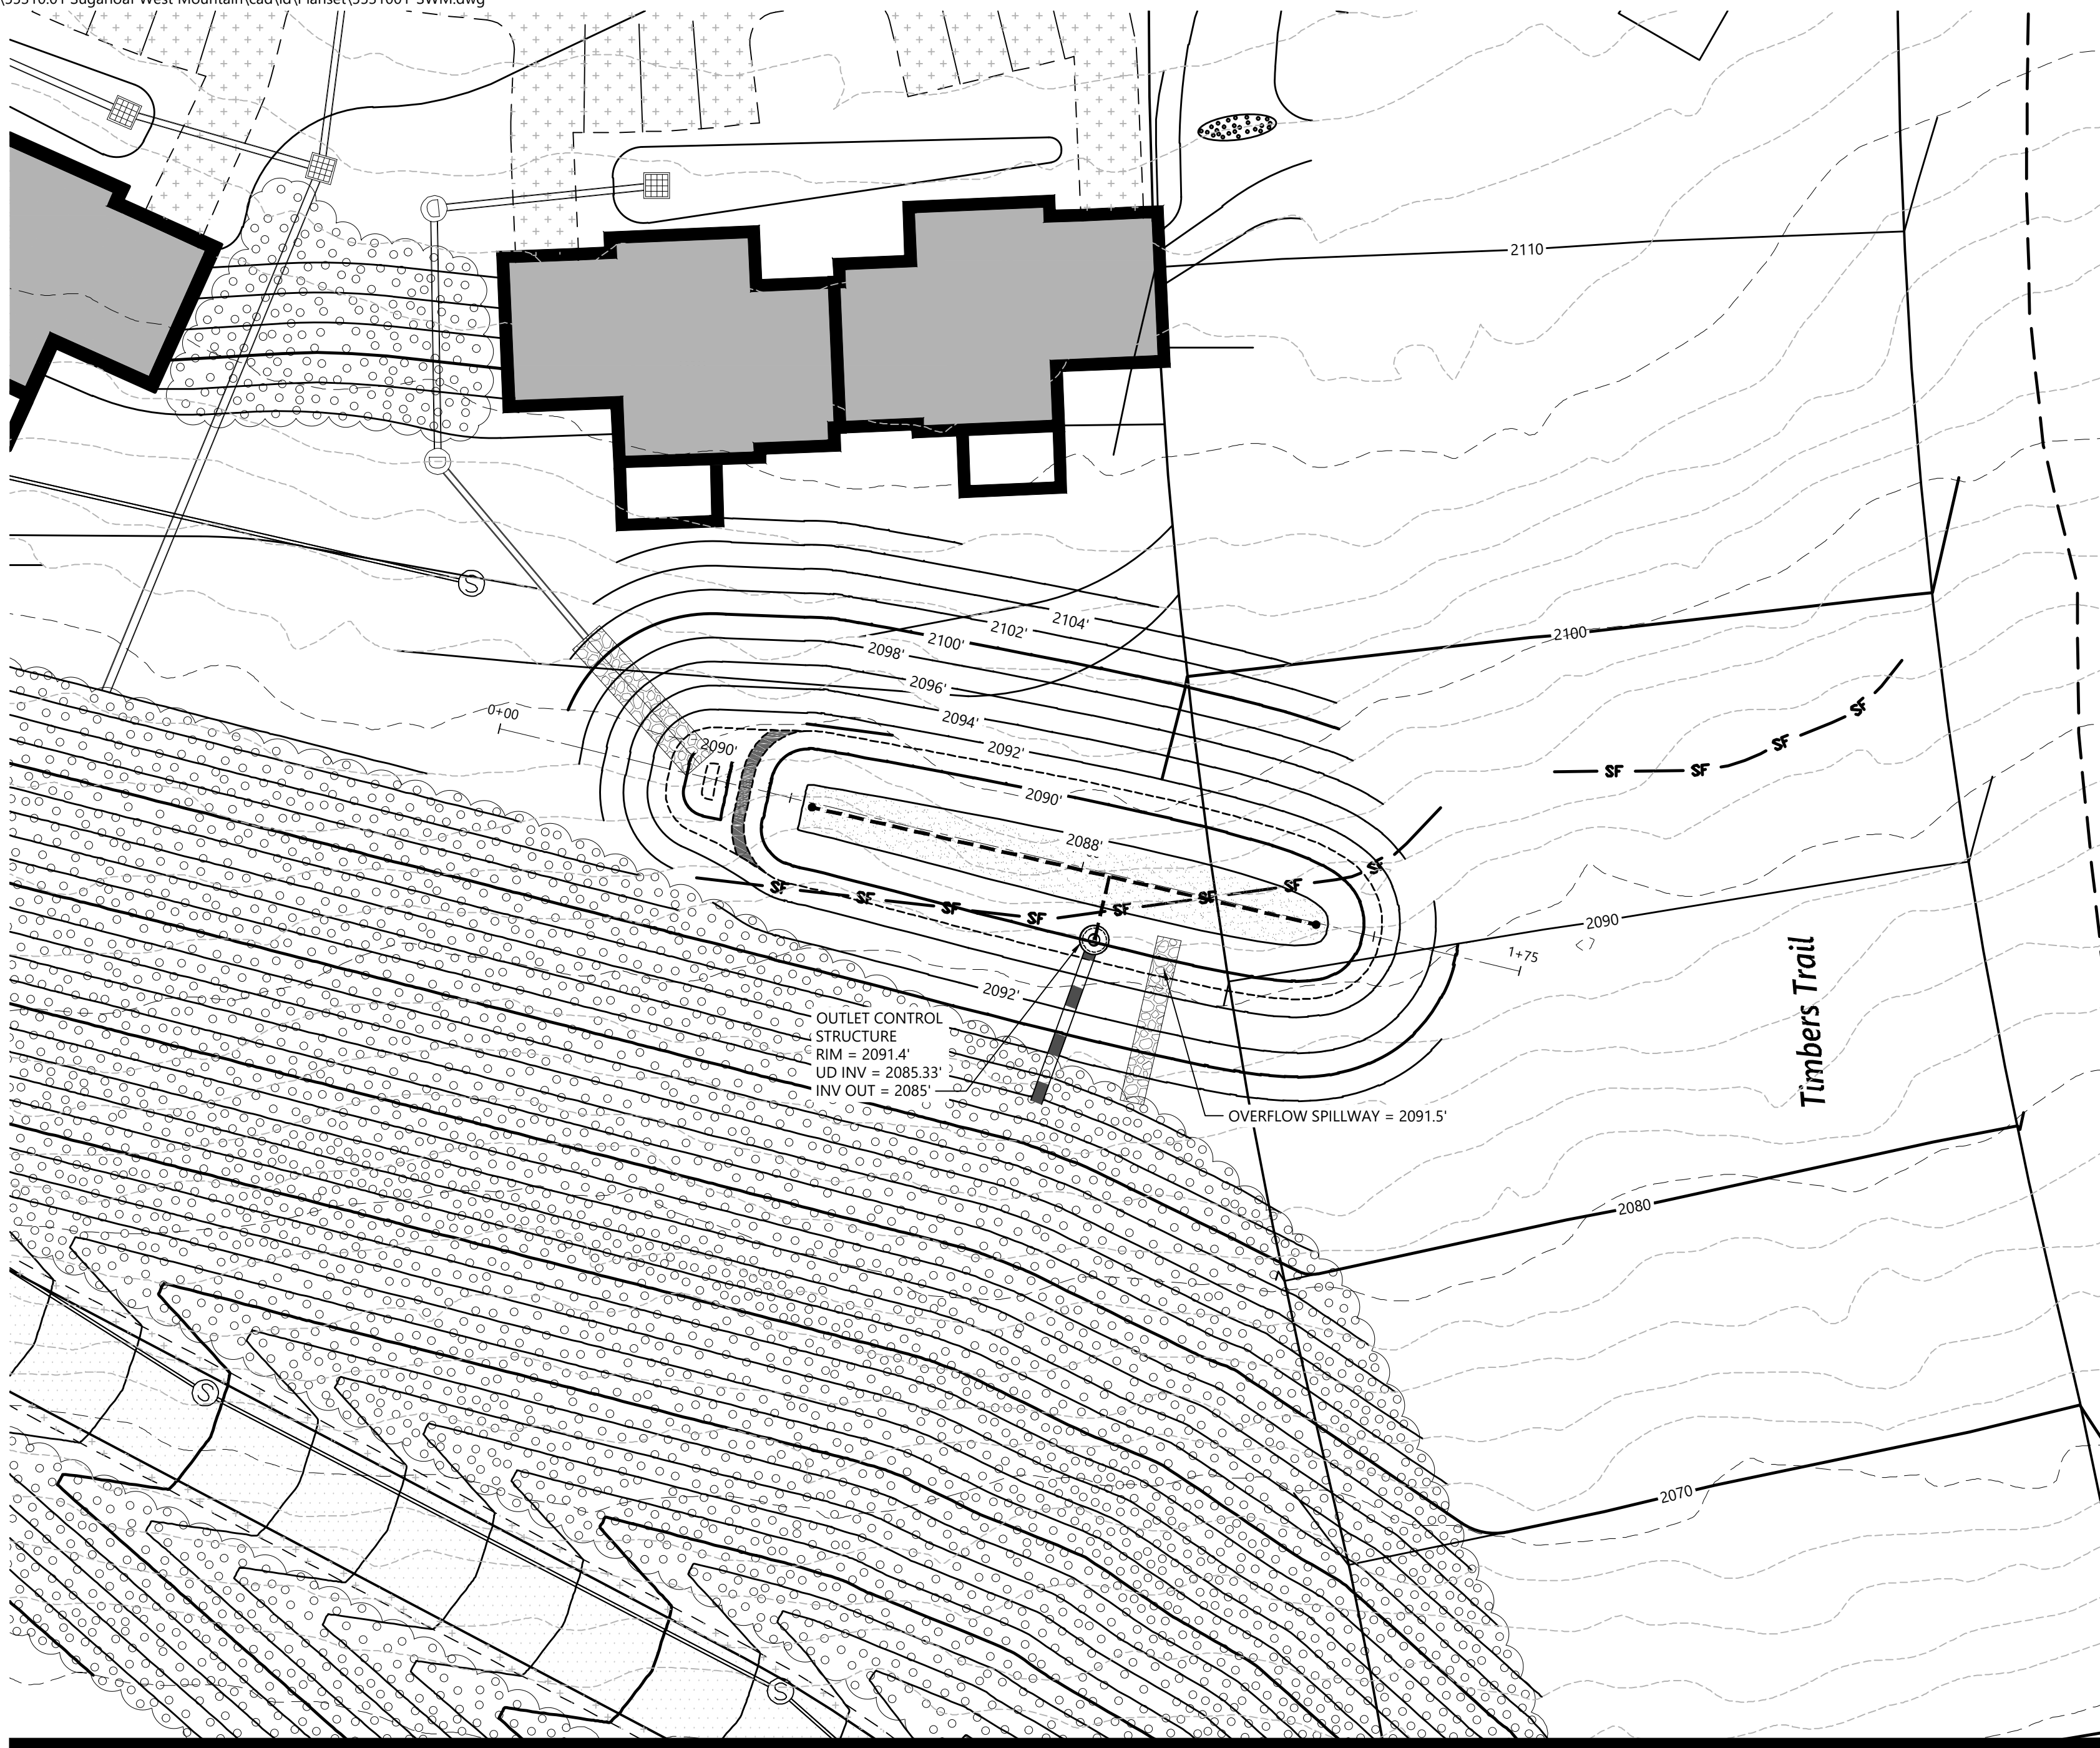 2110
2104'
2102'
2100'
2098'
2100
2096'
2094'
0+00
2092'
2090'
SF
SF
SF
SF
2090'
2088'
SF
SF
SF
SF
SF
SF
SF
SF
2090
1+75
2092'
Timbers Trail
OUTLET CONTROL
STRUCTURE
RIM = 2091.4'
UD INV = 2085.33'
INV OUT = 2085'
OVERFLOW SPILLWAY = 2091.5'
2080
2070
S
S
S